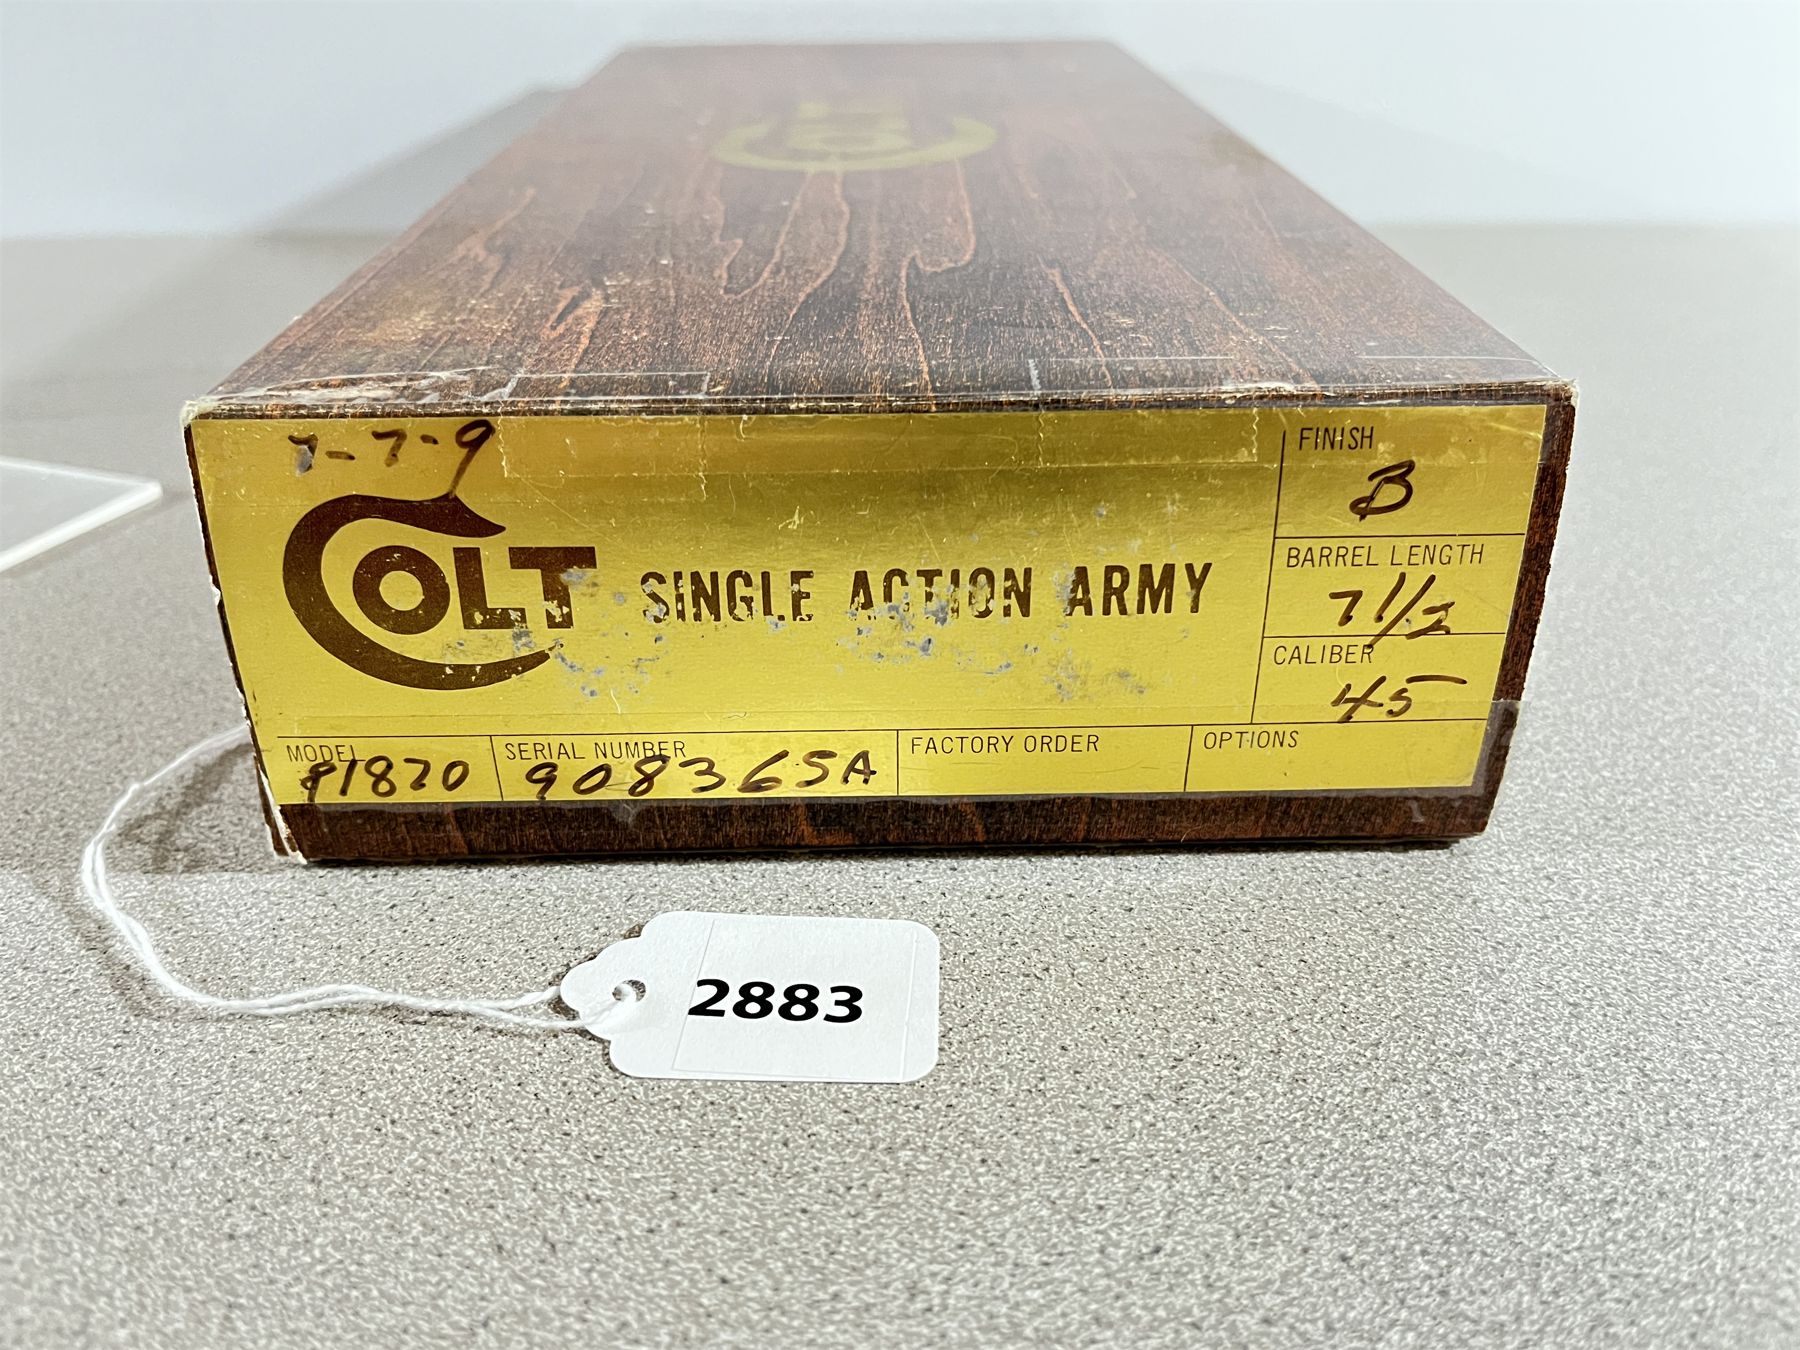 COLT
7-7-9
COLT SINGLE ACTION ARMY
FINISH
B
BARREL LENGTH
7 1/2
CALIBER
45
MODEL
P1870
SERIAL NUMBER
90836SA
FACTORY ORDER
OPTIONS
2883